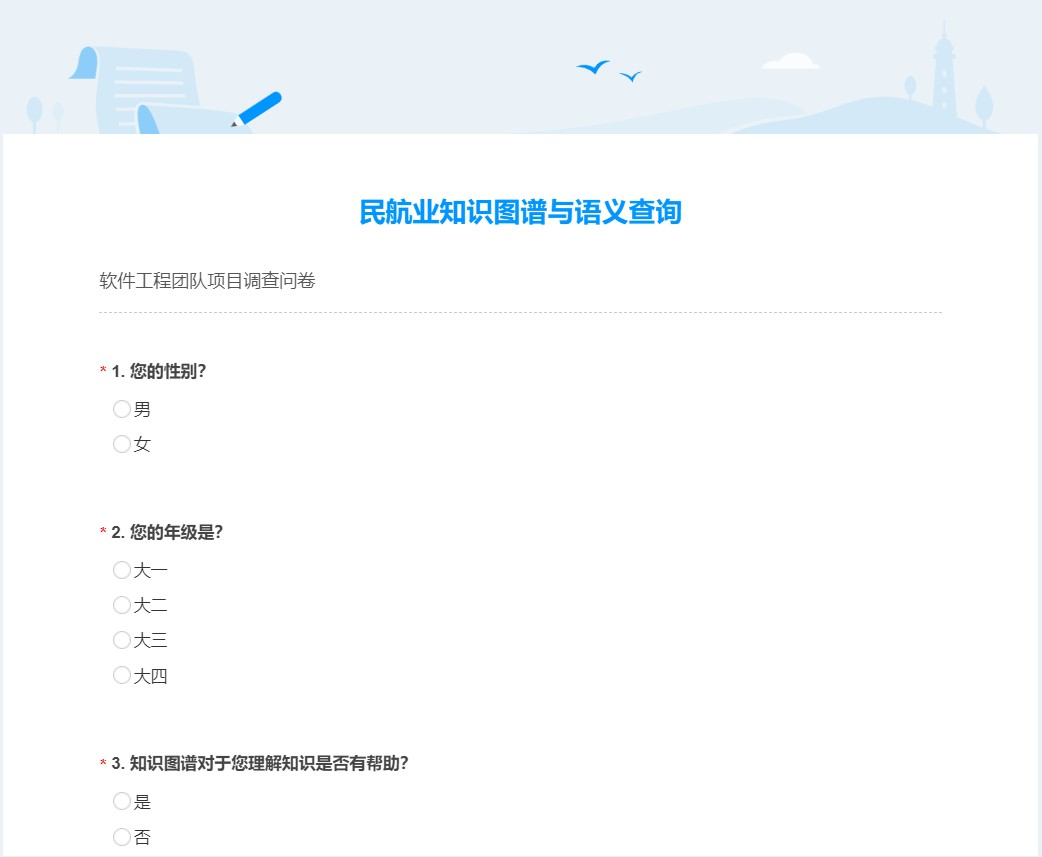 民航业知识图谱与语义查询
软件工程团队项目调查问卷
* 1. 您的性别?
男
女
* 2. 您的年级是?
大一
大二
大三
大四
* 3. 知识图谱对于您理解知识是否有帮助?
是
否